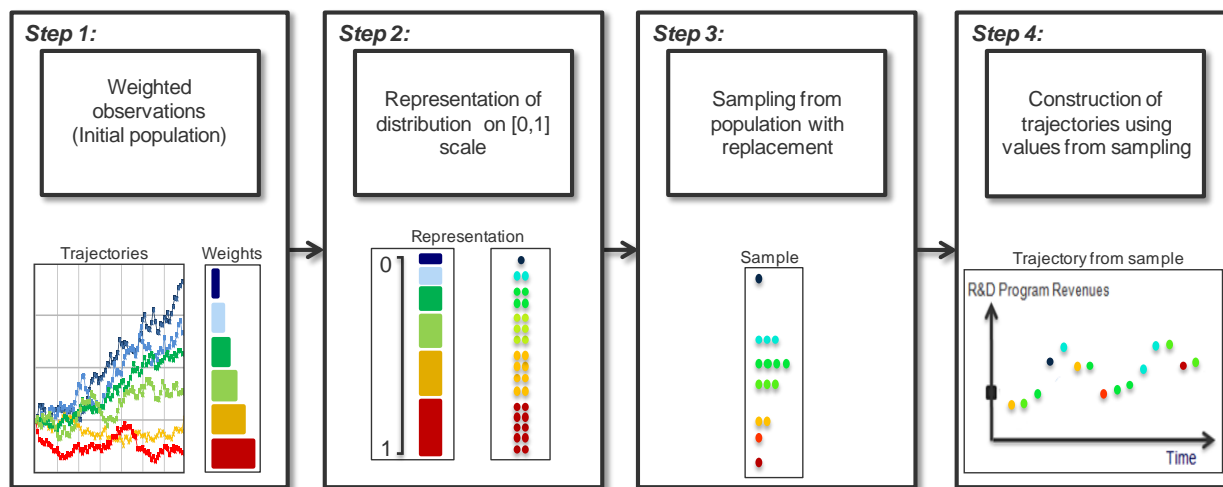 Step 1:
Weighted
observations
(Initial population)
Trajectories
Weights
Step 2:
Representation of
distribution on [0,1]
scale
Representation
0
1
Step 3:
Sampling from
population with
replacement
Sample
Step 4:
Construction of
trajectories using
values from sampling
Trajectory from sample
R&D Program Revenues
Time